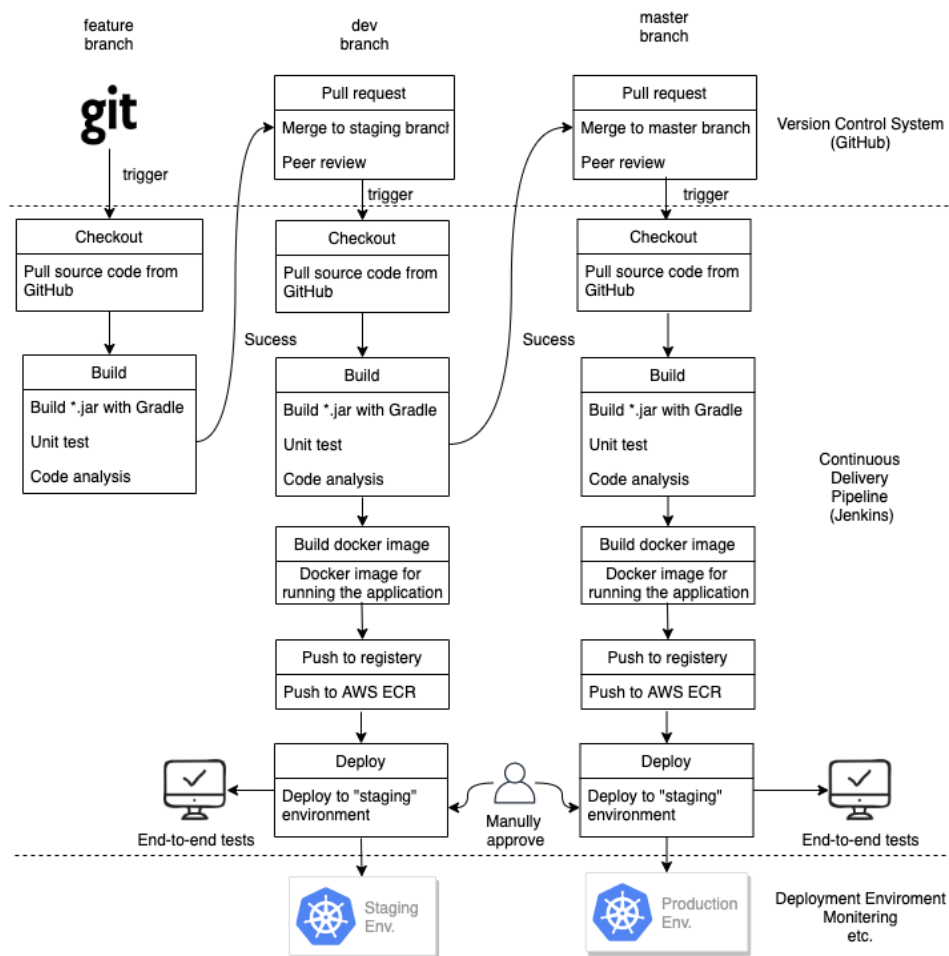 feature
branch
dev
branch
master
branch
git
trigger
Pull request
Merge to staging branch
Peer review
trigger
Pull request
Merge to master branch
Peer review
trigger
Version Control System
(GitHub)
Checkout
Pull source code from
GitHub
Checkout
Pull source code from
GitHub
Checkout
Pull source code from
GitHub
Sucess
Sucess
Build
Build *.jar with Gradle
Unit test
Code analysis
Build
Build *.jar with Gradle
Unit test
Code analysis
Build
Build *.jar with Gradle
Unit test
Code analysis
Continuous
Delivery
Pipeline
(Jenkins)
Build docker image
Docker image for
running the application
Build docker image
Docker image for
running the application
Push to registery
Push to AWS ECR
Push to registery
Push to AWS ECR
End-to-end tests
Deploy
Deploy to "staging"
environment
Manully
approve
Deploy
Deploy to "staging"
environment
End-to-end tests
Staging
Env.
Production
Env.
Deployment Enviroment
Monitering
etc.